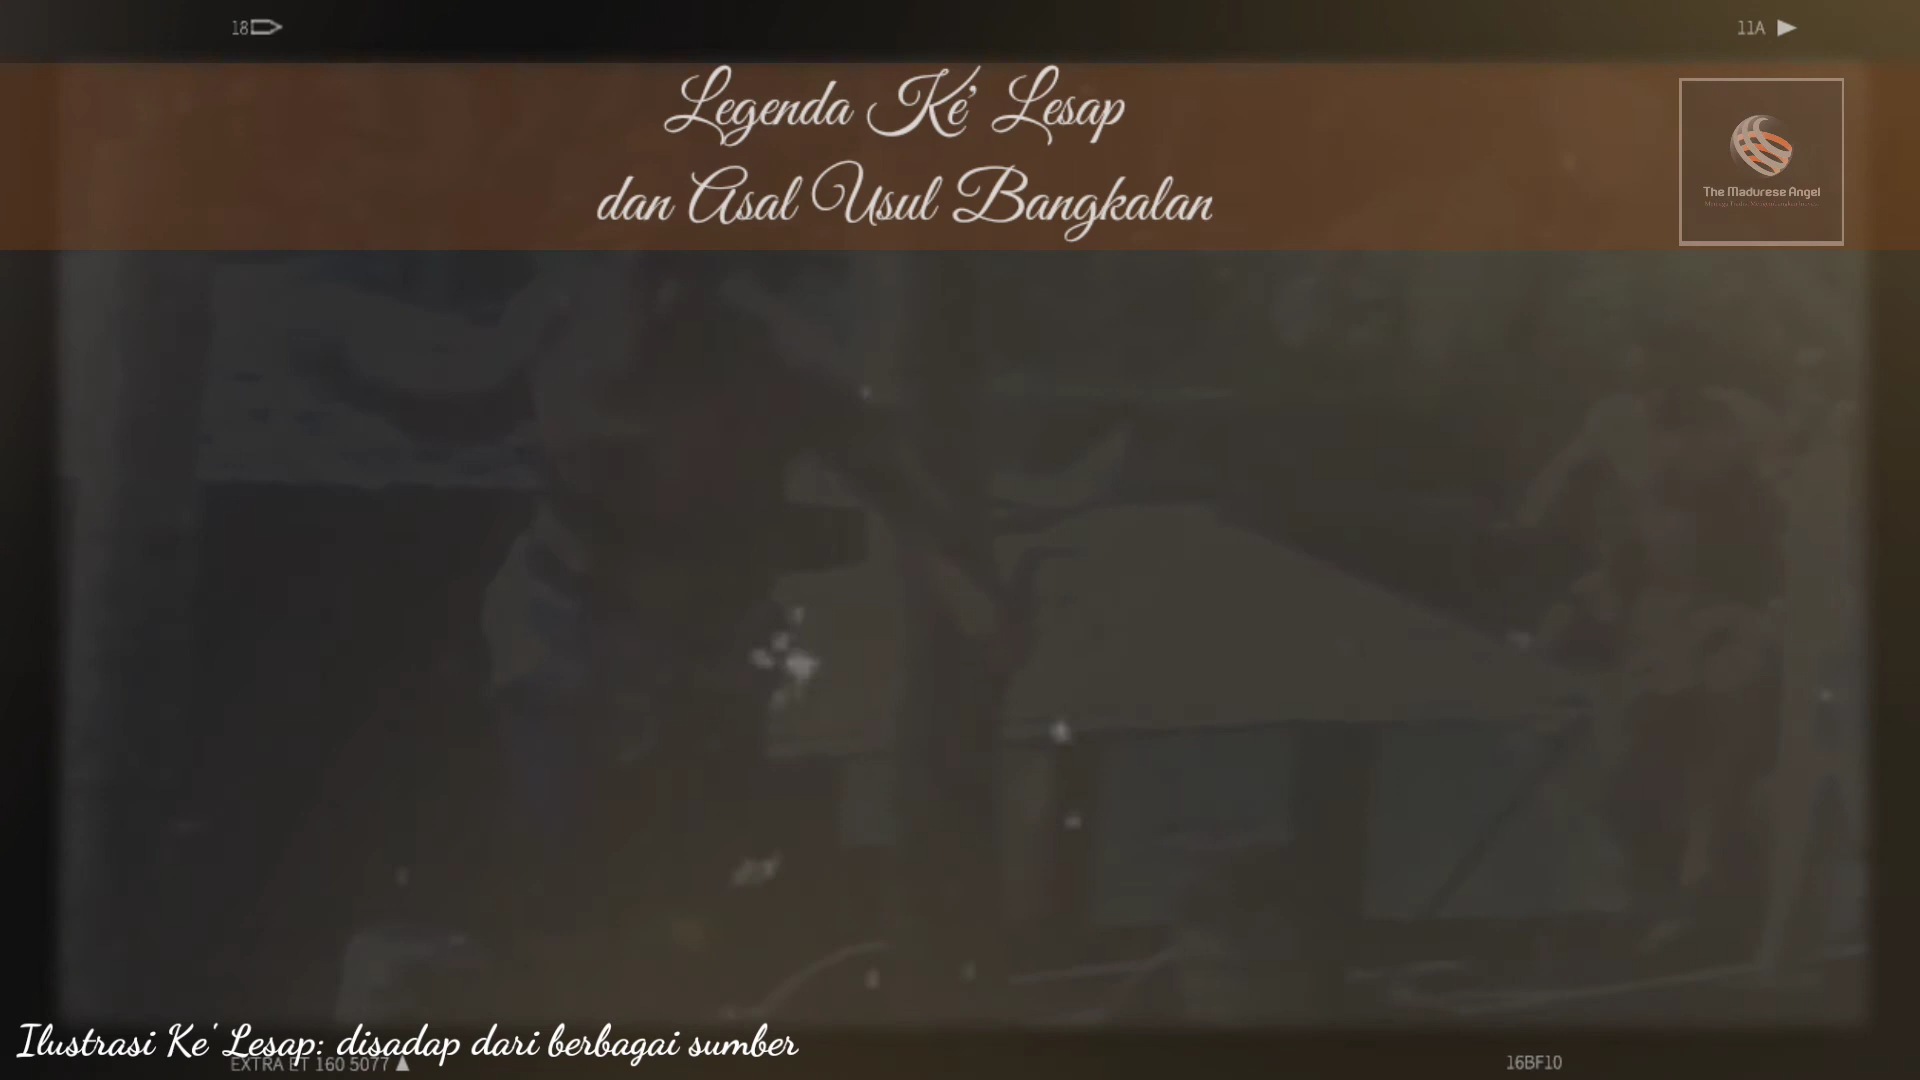 18
11A
Legenda Ke' Lesap
dan Asal Usul Bangkalan
The Madurese Angel
Ilustrasi Ke' Lesap: disadap dari berbagai sumber
EXTRA ET 160 5077
16BF10